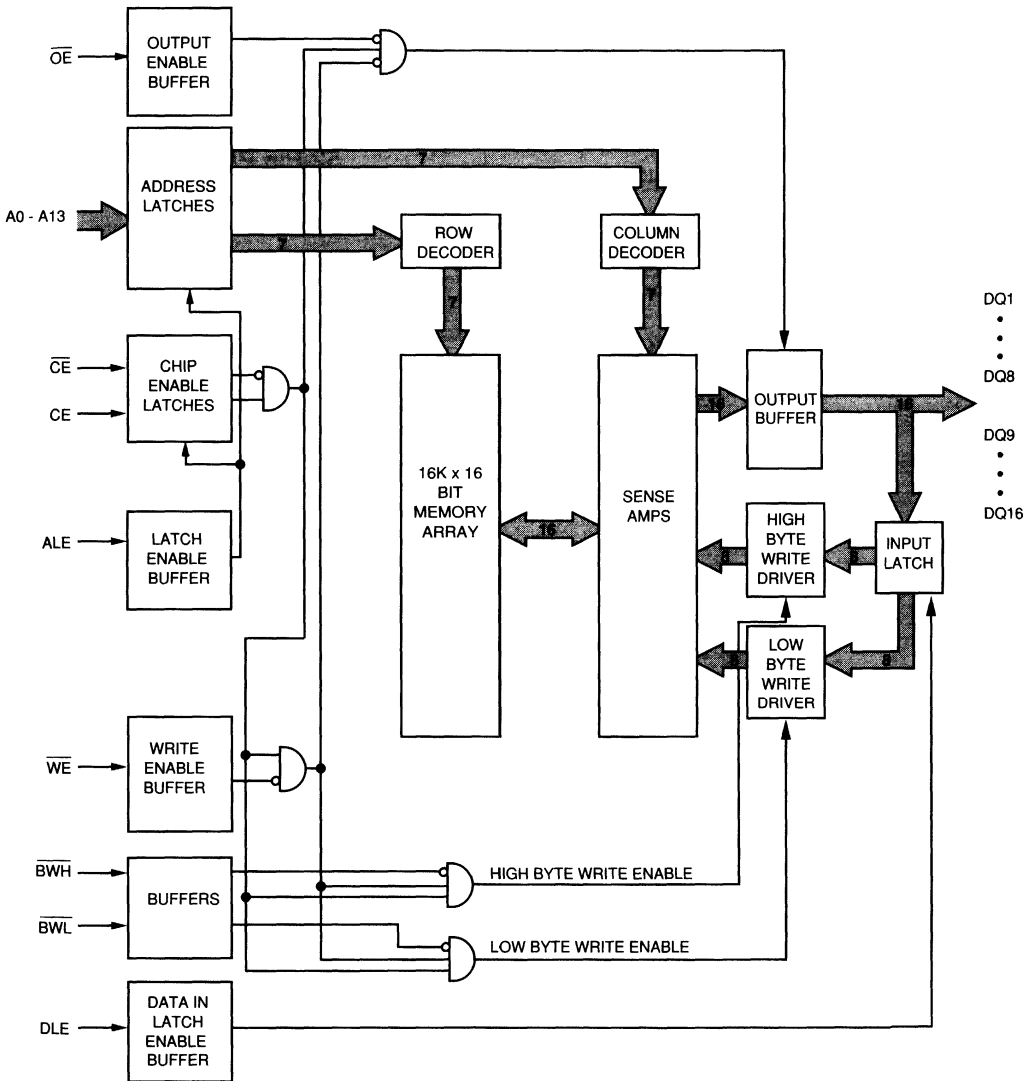 OE
OUTPUT
ENABLE
BUFFER
A0 - A13
ADDRESS
LATCHES
7
7
ROW
DECODER
COLUMN
DECODER
7
7
CE
CE
CHIP
ENABLE
LATCHES
ALE
LATCH
ENABLE
BUFFER
16K x 16
BIT
MEMORY
ARRAY
16
SENSE
AMPS
16
OUTPUT
BUFFER
16
DQ1
DQ8
DQ9
DQ16
HIGH
BYTE
WRITE
DRIVER
8
8
INPUT
LATCH
LOW
BYTE
WRITE
DRIVER
8
8
WE
WRITE
ENABLE
BUFFER
BWH
BWL
BUFFERS
HIGH BYTE WRITE ENABLE
LOW BYTE WRITE ENABLE
DLE
DATA IN
LATCH
ENABLE
BUFFER